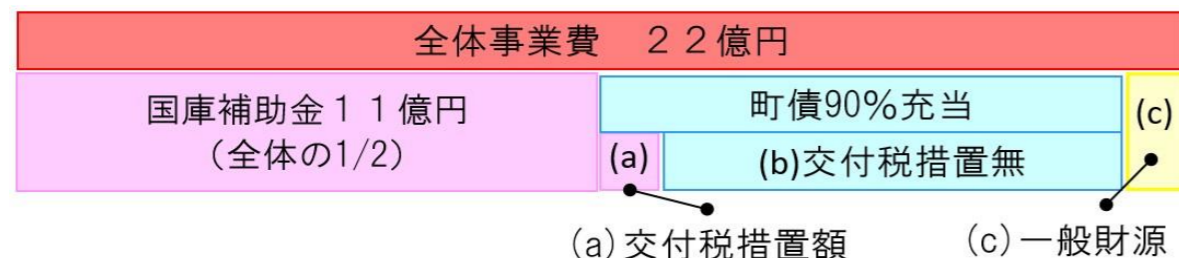 全体事業費　２２億円
国庫補助金１１億円
（全体の1/2）
町債90％充当
(c)
(a)
(b)交付税措置無
(a)交付税措置額
(c)一般財源